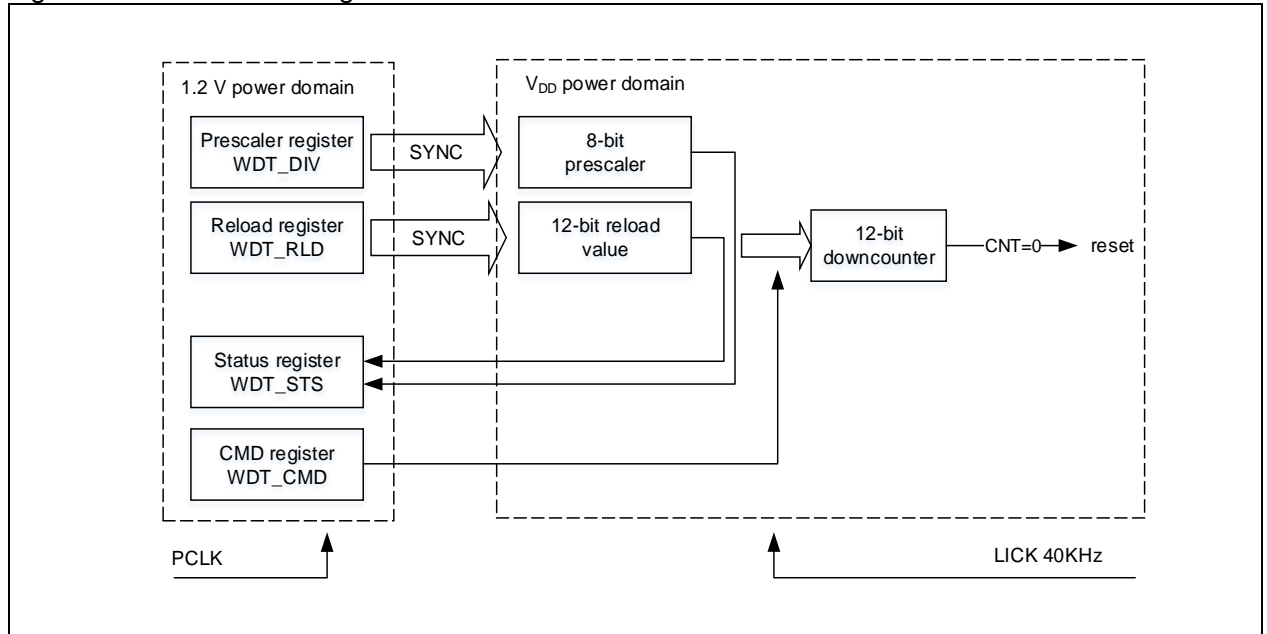 1.2 V power domain
Prescaler register
WDT_DIV
SYNC
Reload register
WDT_RLD
SYNC
Status register
WDT_STS
CMD register
WDT_CMD
PCLK
VDD power domain
8-bit
prescaler
12-bit reload
value
12-bit
downcounter
CNT=0
reset
LICK 40KHz